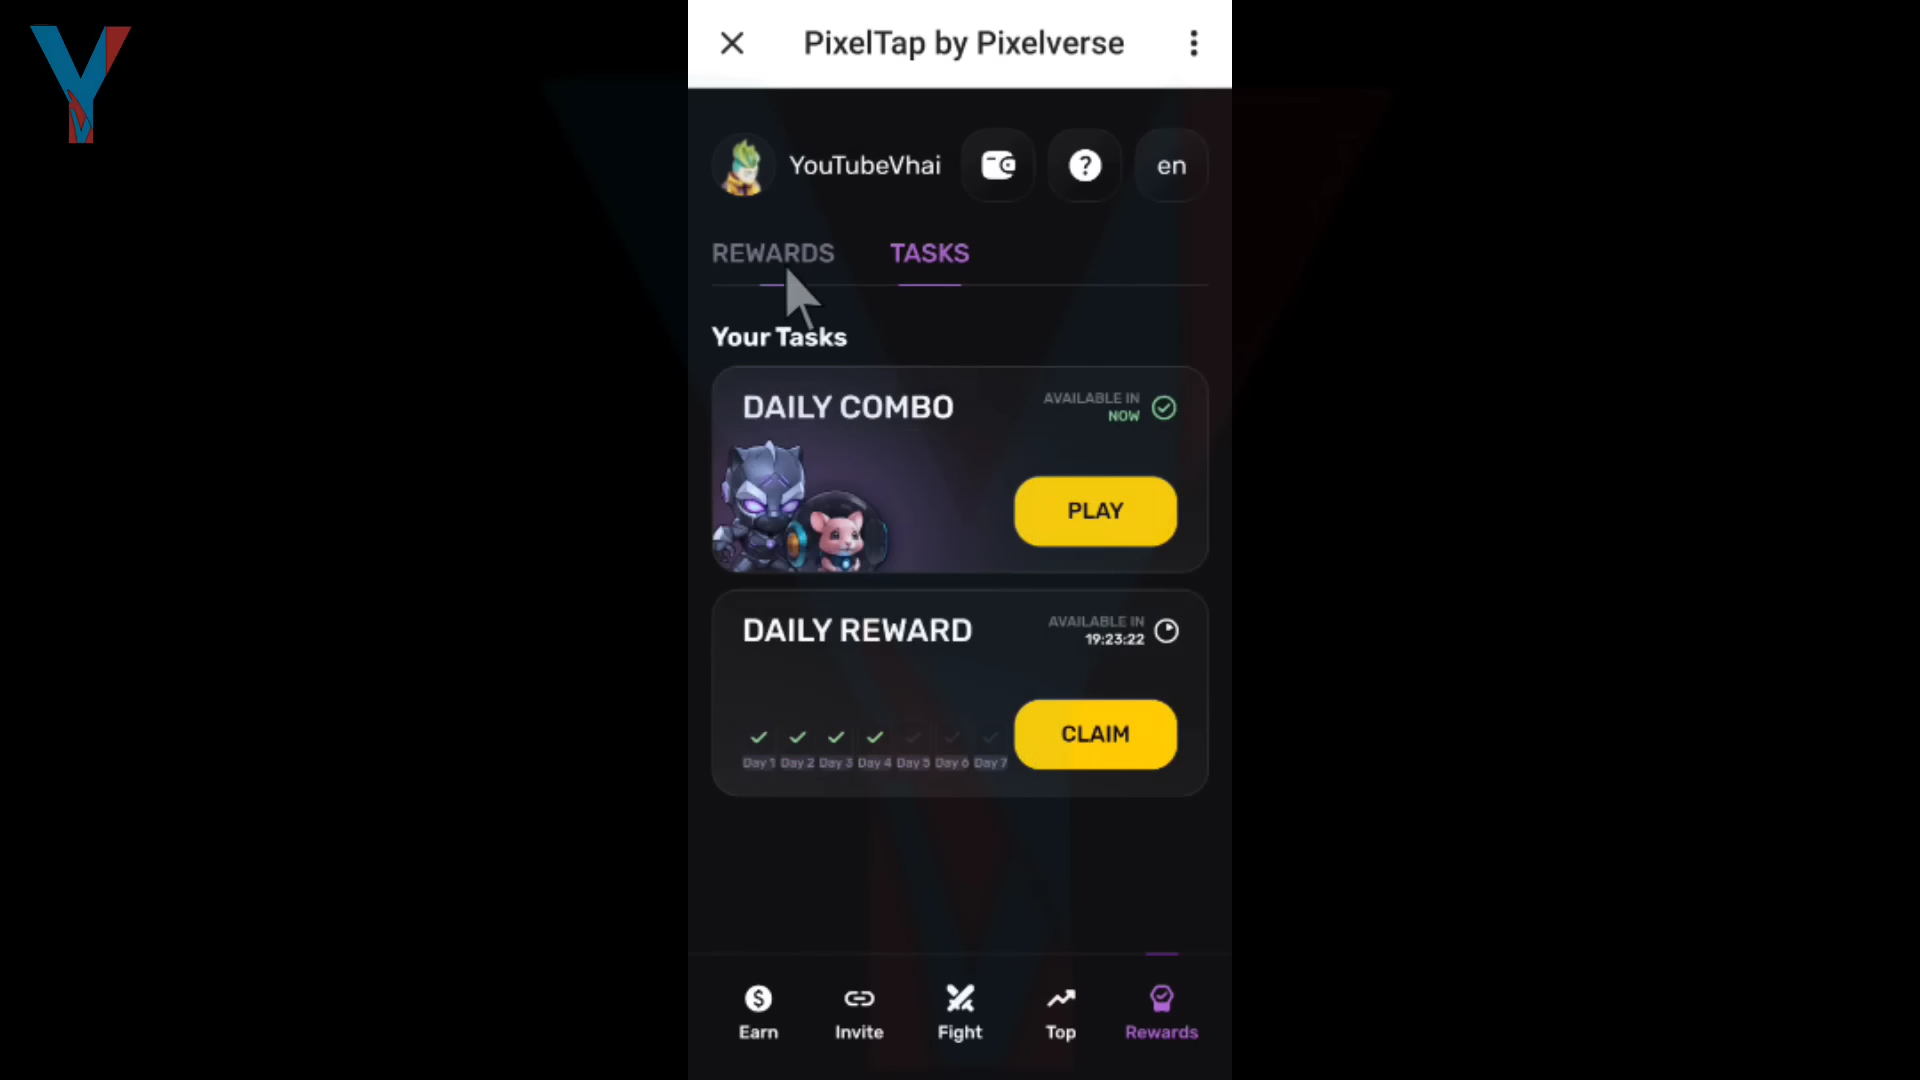 PixelTap by Pixelverse
YouTubeVhai
en
REWARDS TASKS
Your Tasks
DAILY COMBO
AVAILABLE IN
NOW
PLAY
DAILY REWARD
AVAILABLE IN
19:23:22
CLAIM
Day 1 Day 2 Day 3 Day 4 Day 5 Day 6 Day 7
Earn Invite Fight Top Rewards